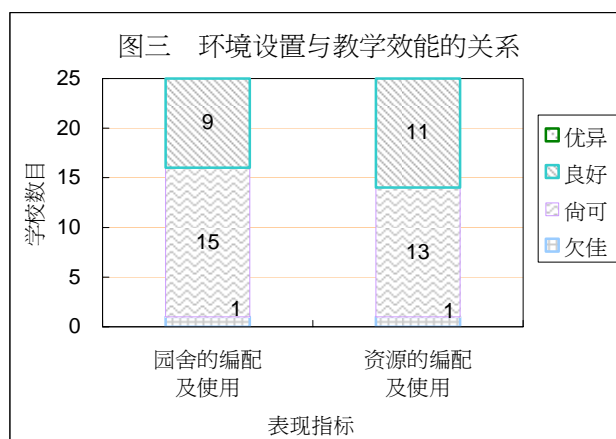 图三　环境设置与教学效能的关系
25
20
15
10
5
0
学校数目
9
15
1
11
13
1
优异
良好
尚可
欠佳
园舍的编配
及使用
资源的编配
及使用
表现指标